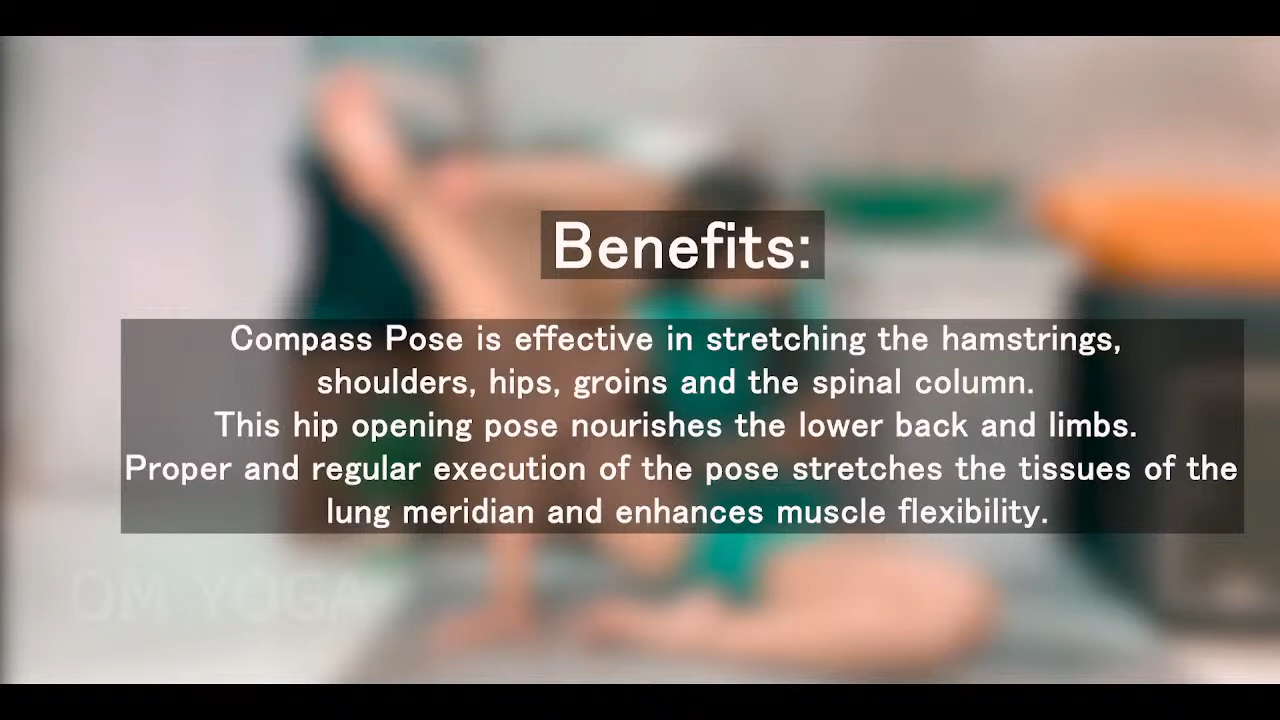 Benefits:
Compass Pose is effective in stretching the hamstrings,
shoulders, hips, groins and the spinal column.
This hip opening pose nourishes the lower back and limbs.
Proper and regular execution of the pose stretches the tissues of the
lung meridian and enhances muscle flexibility.
OM YOGA